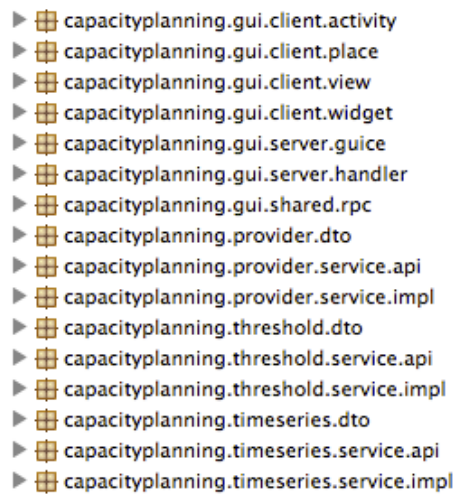 capacityplanning.gui.client.activity
capacityplanning.gui.client.place
capacityplanning.gui.client.view
capacityplanning.gui.client.widget
capacityplanning.gui.server.guice
capacityplanning.gui.server.handler
capacityplanning.gui.shared.rpc
capacityplanning.provider.dto
capacityplanning.provider.service.api
capacityplanning.provider.service.impl
capacityplanning.threshold.dto
capacityplanning.threshold.service.api
capacityplanning.threshold.service.impl
capacityplanning.timeseries.dto
capacityplanning.timeseries.service.api
capacityplanning.timeseries.service.impl